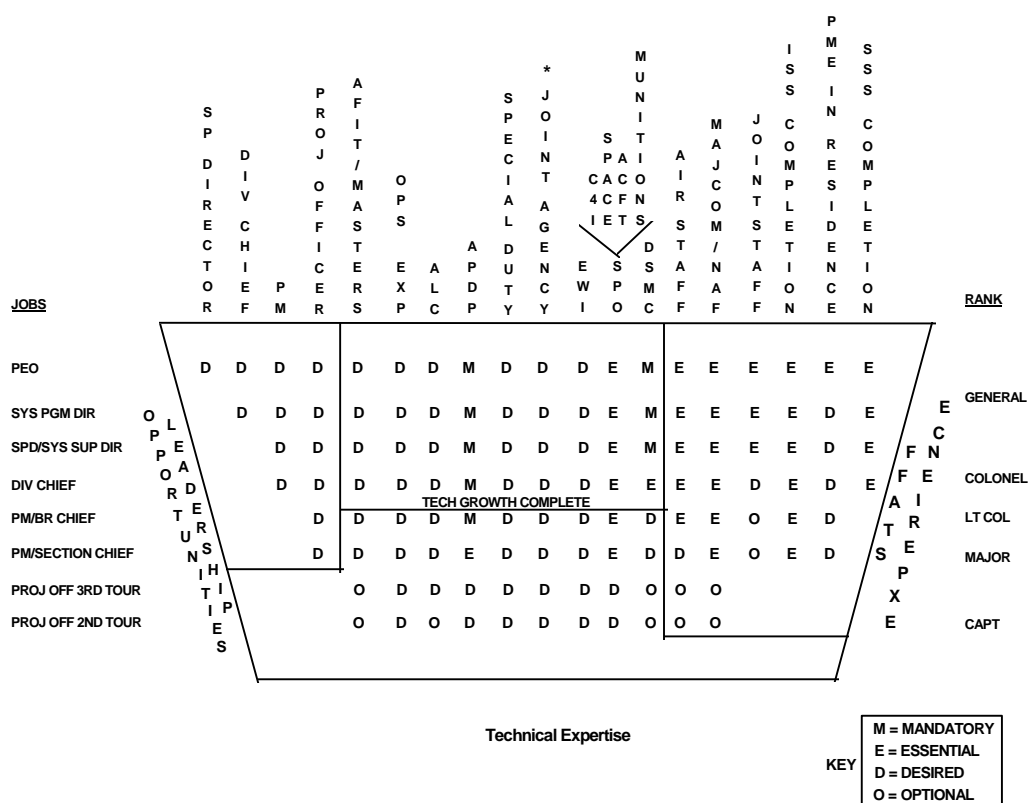 SP DIRECTOR
DIV CHIEF
PM
PROJ OFFICER
AFIT/MASTERS
OPS EXP
ALC
APDP
SPECIAL DUTY
*JOINT AGENCY
EWI
C4I
SPACE
ACFT
MUNITIONS
SPO
DSMC
AIR STAFF
MAJCOM/NAF
JOINT STAFF
ISS COMPLETION
PME IN RESIDENCE
SSS COMPLETION
JOBS
RANK
PEO D D D D D D D M D D D E M E E E E E E
GENERAL
SYS PGM DIR D D D D D D M D D D E M E E E E D E
SPD/SYS SUP DIR D D D D D M D D D E M E E E E D E
DIV CHIEF D D D D D M D D D E E E E D E D E COLONEL
TECH GROWTH COMPLETE
PM/BR CHIEF D D D D M D D D E D E E O E D LT COL
PM/SECTION CHIEF D D D D E D D D E D D E O E D MAJOR
PROJ OFF 3RD TOUR O D D D D D D D O O O
PROJ OFF 2ND TOUR O D O D D D D D O O O CAPT
LEADERSHIP
OPPORTUNITIES
STAFF
EXPERIENCE
Technical Expertise
KEY
M = MANDATORY
E = ESSENTIAL
D = DESIRED
O = OPTIONAL